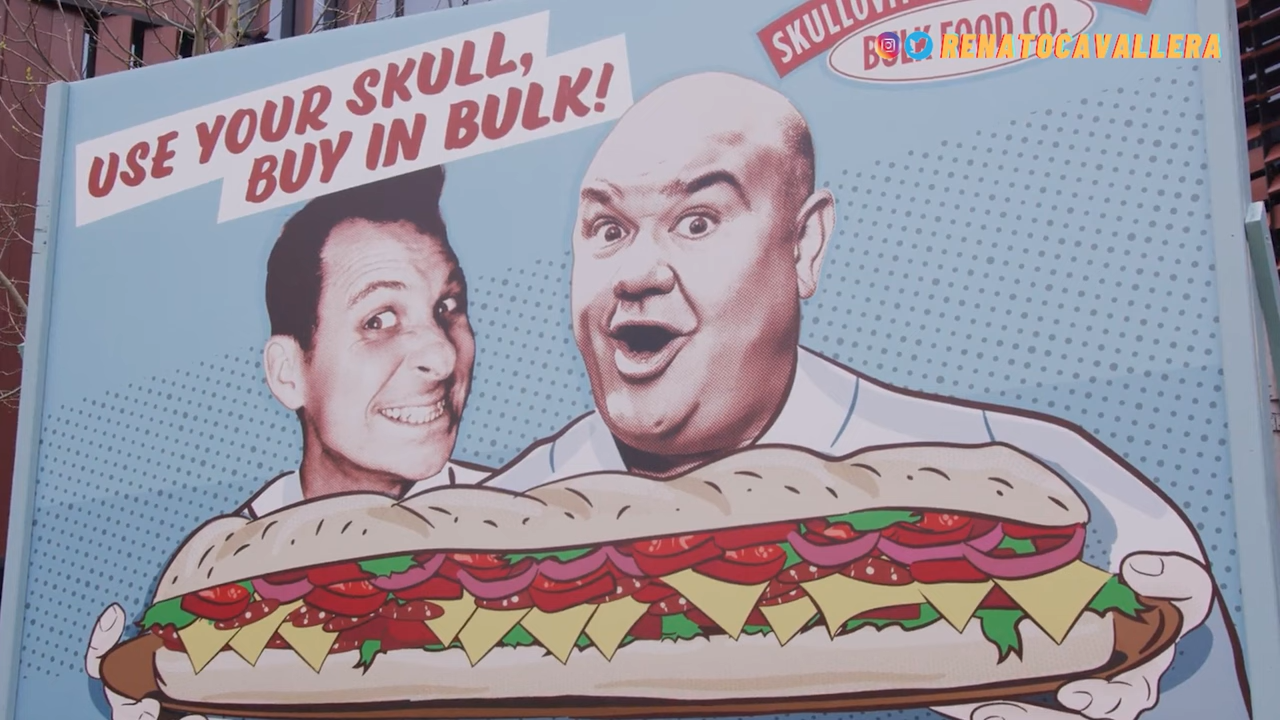 USE YOUR SKULL,
BUY IN BULK!
BULK FOOD CO.
RENATOCAVALLERA